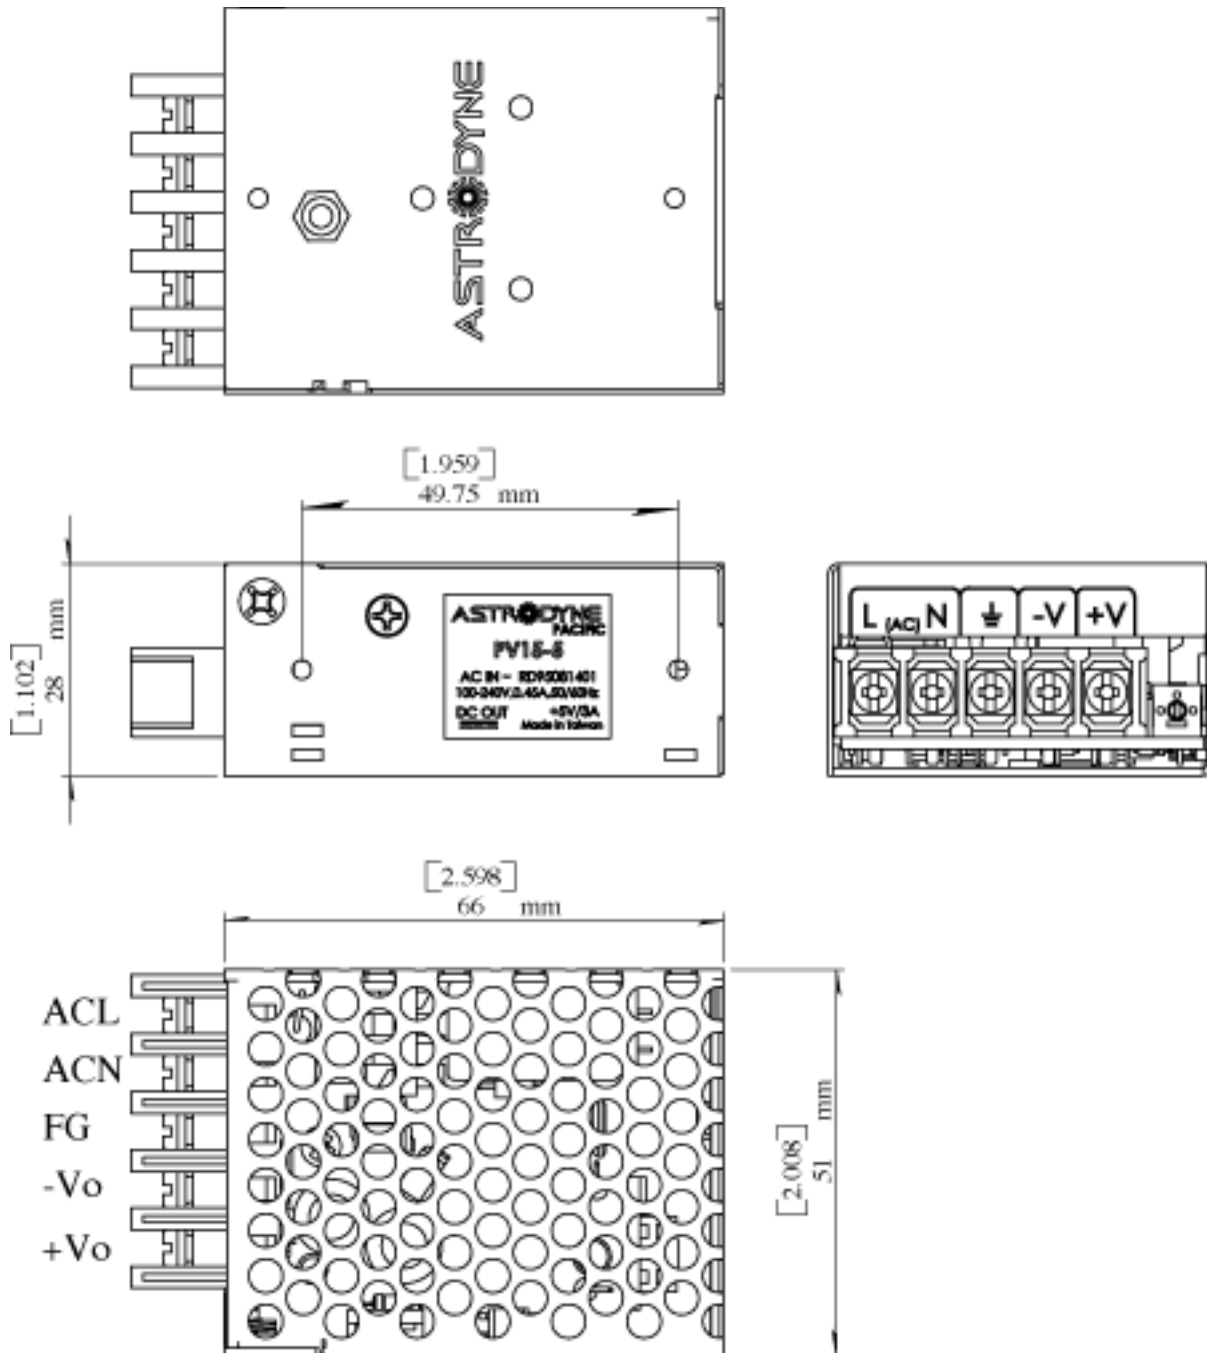 ASTRODYNE
[1.959]
49.75 mm
[1.102]
28 mm
ASTRODYNE
PACIFIC
PV15-5
AC IN ~ RD95081401
100-240V,0.45A,50/60Hz
DC OUT +5V/3A
Made in Taiwan
L (AC) N -V +V
[2.598]
66 mm
ACL
ACN
FG
-Vo
+Vo
[2.008]
51 mm